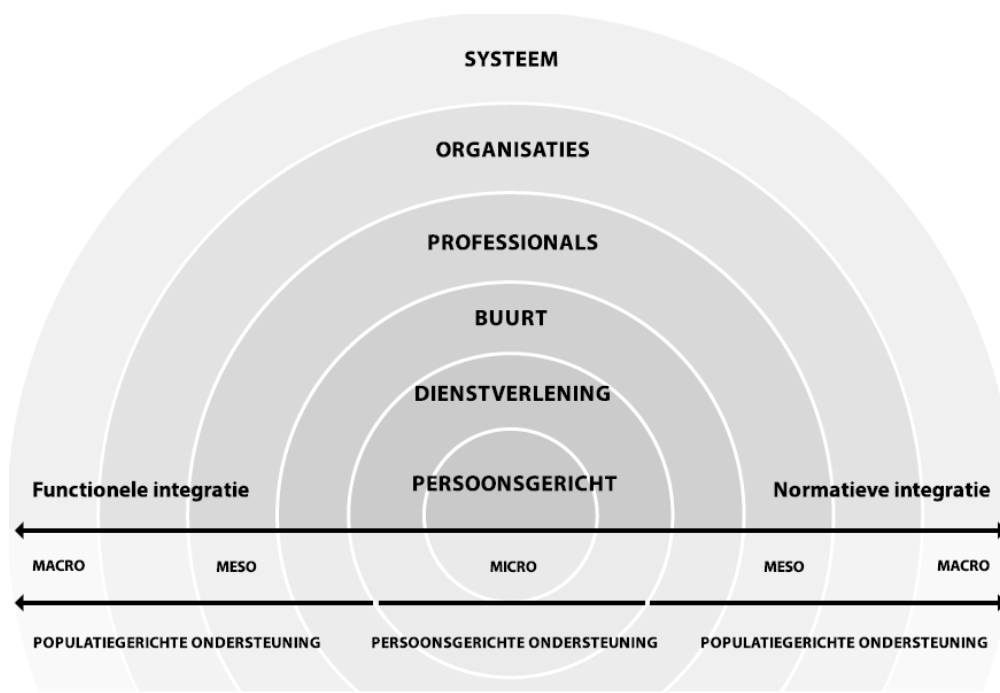 SYSTEEM
ORGANISATIES
PROFESSIONALS
BUURT
DIENSTVERLENING
PERSOONSGERICHT
Functionele integratie
Normatieve integratie
MACRO
MESO
MICRO
MESO
MACRO
POPULATIEGERICHTE ONDERSTEUNING
PERSOONSGERICHTE ONDERSTEUNING
POPULATIEGERICHTE ONDERSTEUNING